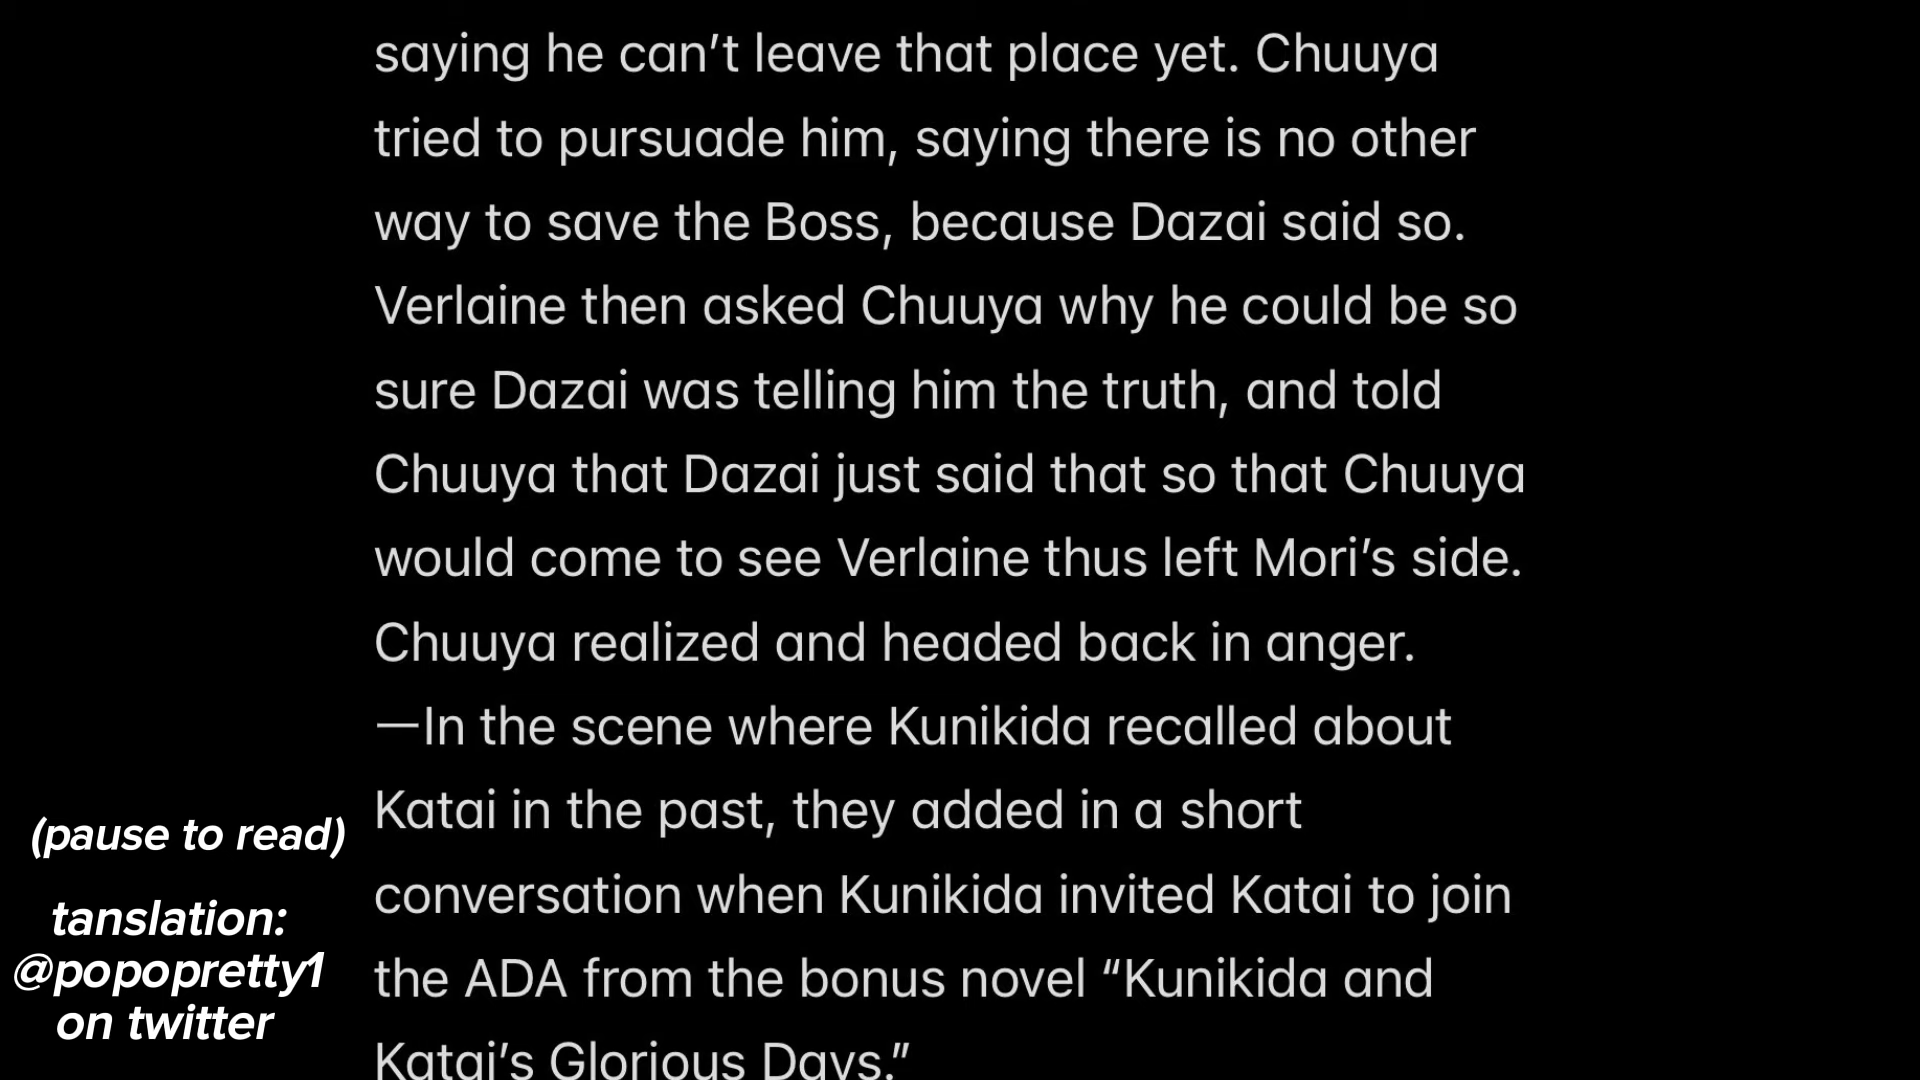 saying he can't leave that place yet. Chuuya
tried to pursuade him, saying there is no other
way to save the Boss, because Dazai said so.
Verlaine then asked Chuuya why he could be so
sure Dazai was telling him the truth, and told
Chuuya that Dazai just said that so that Chuuya
would come to see Verlaine thus left Mori's side.
Chuuya realized and headed back in anger.
—In the scene where Kunikida recalled about
Katai in the past, they added in a short
conversation when Kunikida invited Katai to join
the ADA from the bonus novel “Kunikida and
Katai's Glorious Days.”
(pause to read)
tanslation:
@popopretty1
on twitter